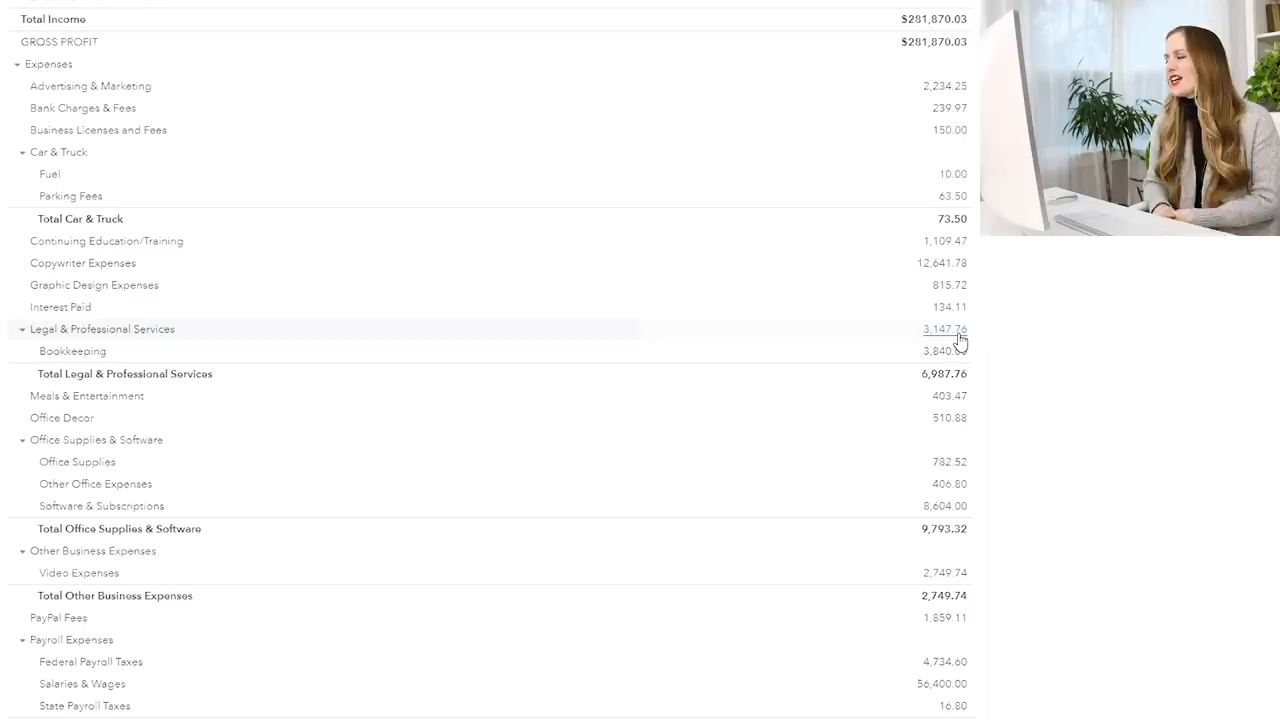 Total Income $281,870.03
GROSS PROFIT $281,870.03
Expenses
Advertising & Marketing 2,234.25
Bank Charges & Fees 239.97
Business Licenses and Fees 150.00
Car & Truck
Fuel 10.00
Parking Fees 63.50
Total Car & Truck 73.50
Continuing Education/Training 1,109.47
Copywriter Expenses 12,641.78
Graphic Design Expenses 815.72
Interest Paid 134.11
Legal & Professional Services 3,147.76
Bookkeeping
Total Legal & Professional Services 6,987.76
Meals & Entertainment 403.47
Office Decor 510.88
Office Supplies & Software
Office Supplies 782.52
Other Office Expenses 406.80
Software & Subscriptions 8,604.00
Total Office Supplies & Software 9,793.32
Other Business Expenses
Video Expenses 2,749.74
Total Other Business Expenses 2,749.74
PayPal Fees 1,859.11
Payroll Expenses
Federal Payroll Taxes 4,734.60
Salaries & Wages 56,400.00
State Payroll Taxes 16.80